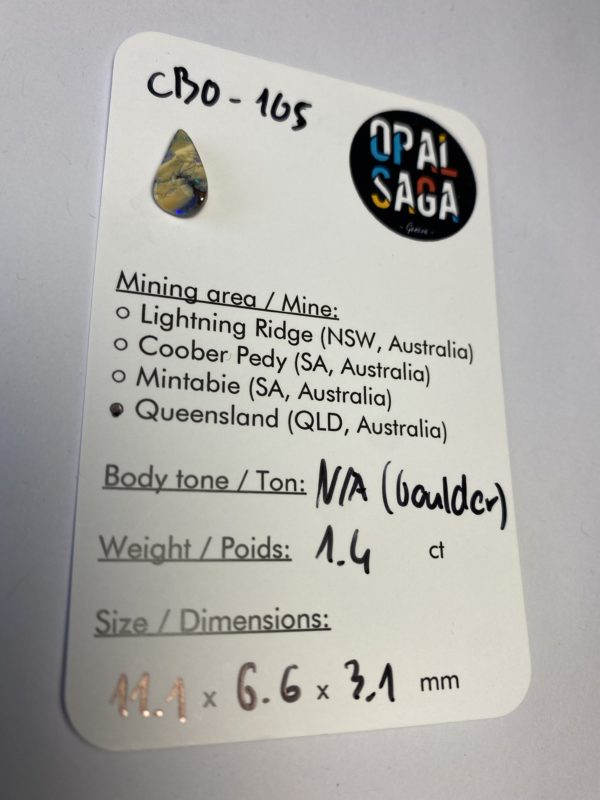 CBO - 165
OPAL
SAGA
- Geneva -
Mining area / Mine:
Lightning Ridge (NSW, Australia)
Coober Pedy (SA, Australia)
Mintabie (SA, Australia)
Queensland (QLD, Australia)
Body tone / Ton: N/A (boulder)
Weight / Poids: 1.4 ct
Size / Dimensions:
11.1 x 6.6 x 3.1 mm